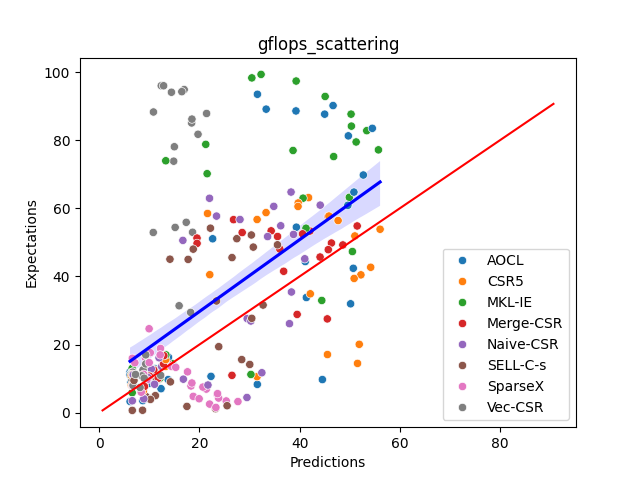 gflops_scattering
Expectations
100
80
60
40
20
0
0 20 40 60 80
Predictions
AOCL
CSR5
MKL-IE
Merge-CSR
Naive-CSR
SELL-C-s
SparseX
Vec-CSR